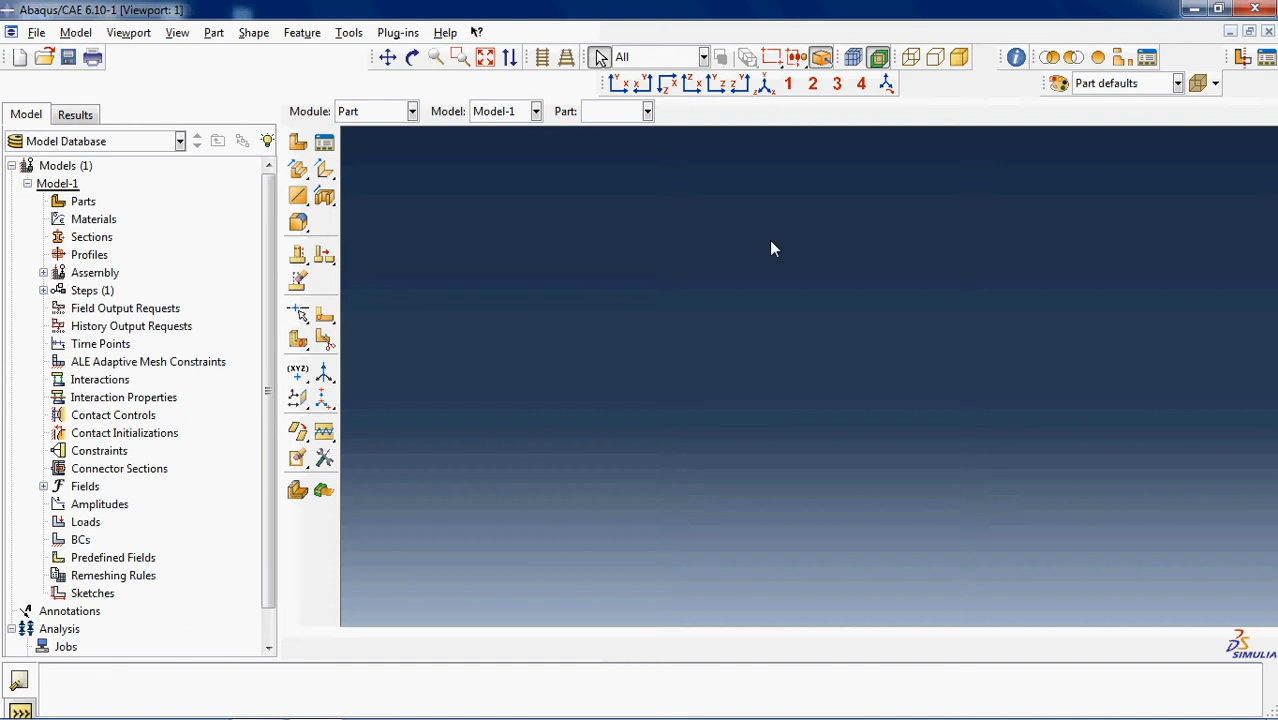 Abaqus/CAE 6.10-1 [Viewport: 1]
File Model Viewport View Part Shape Feature Tools Plug-ins Help
All
Part defaults
1 2 3 4
Model Results
Module: Part Model: Model-1 Part:
Model Database
Models (1)
Model-1
Parts
Materials
Sections
Profiles
Assembly
Steps (1)
Field Output Requests
History Output Requests
Time Points
ALE Adaptive Mesh Constraints
Interactions
Interaction Properties
Contact Controls
Contact Initializations
Constraints
Connector Sections
Fields
Amplitudes
Loads
BCs
Predefined Fields
Remeshing Rules
Sketches
Annotations
Analysis
Jobs
(XYZ)
SIMULIA
>>>